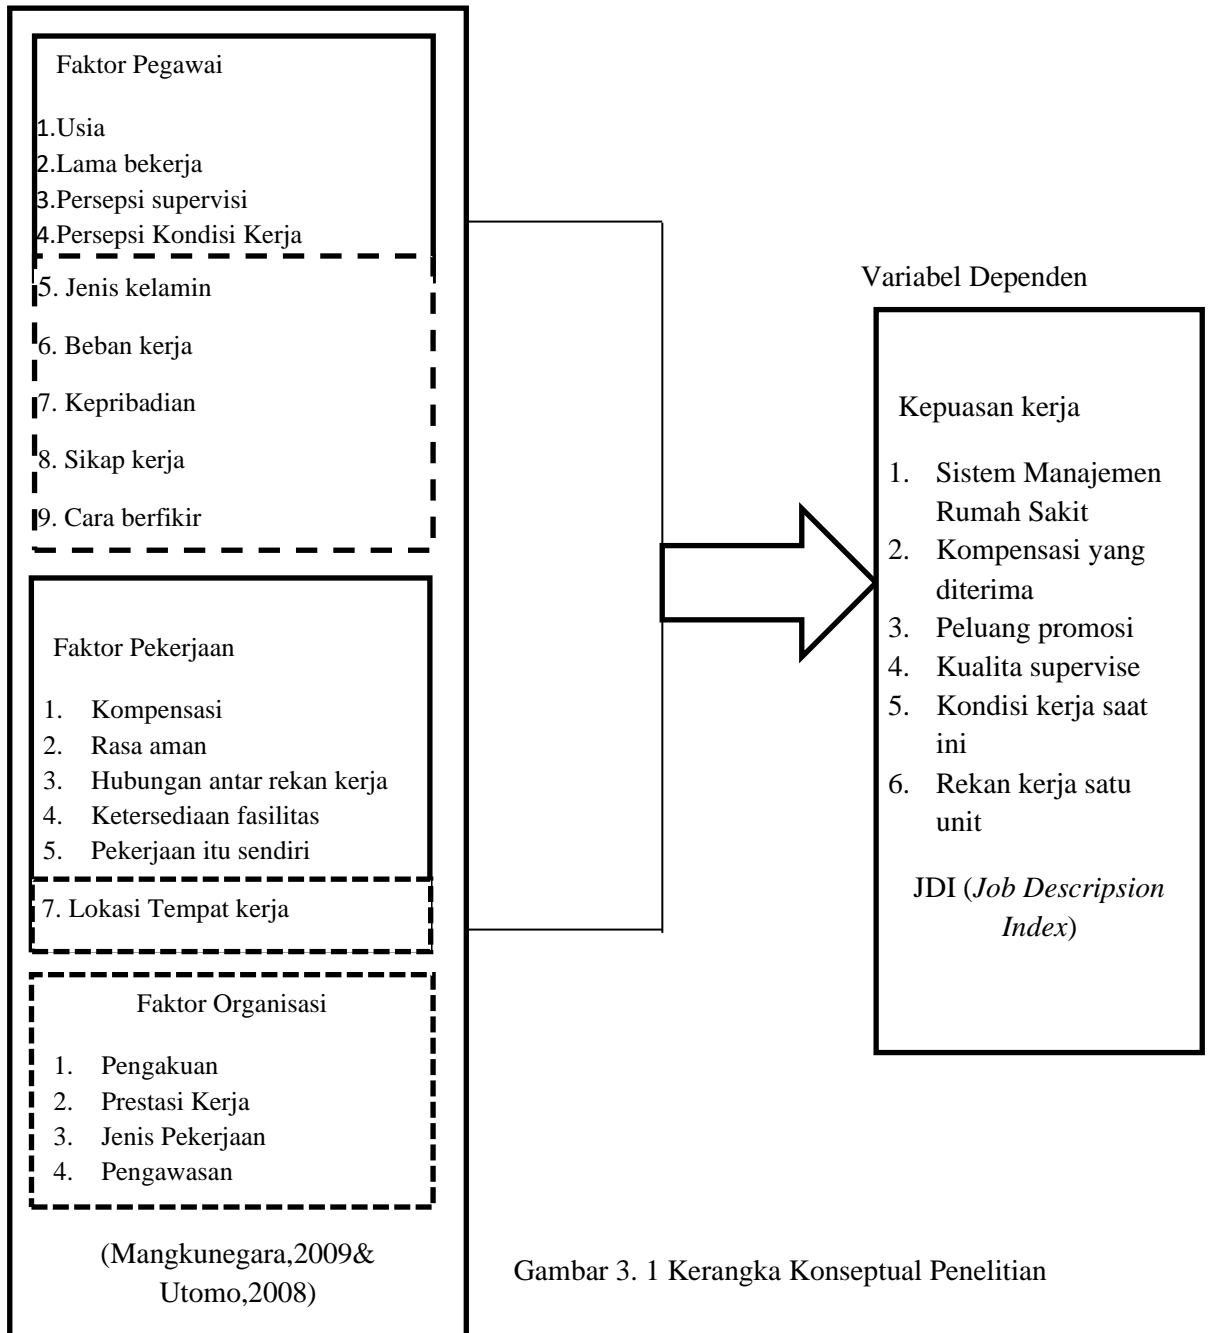 Faktor Pegawai
1.Usia
2.Lama bekerja
3.Persepsi supervisi
4.Persepsi Kondisi Kerja
5. Jenis kelamin
6. Beban kerja
7. Kepribadian
8. Sikap kerja
9. Cara berfikir
Faktor Pekerjaan
1. Kompensasi
2. Rasa aman
3. Hubungan antar rekan kerja
4. Ketersediaan fasilitas
5. Pekerjaan itu sendiri
7. Lokasi Tempat kerja
Faktor Organisasi
1. Pengakuan
2. Prestasi Kerja
3. Jenis Pekerjaan
4. Pengawasan
(Mangkunegara,2009&
Utomo,2008)
Variabel Dependen
Kepuasan kerja
1. Sistem Manajemen
Rumah Sakit
2. Kompensasi yang
diterima
3. Peluang promosi
4. Kualita supervise
5. Kondisi kerja saat
ini
6. Rekan kerja satu
unit
JDI (Job Descripsion
Index)
Gambar 3. 1 Kerangka Konseptual Penelitian